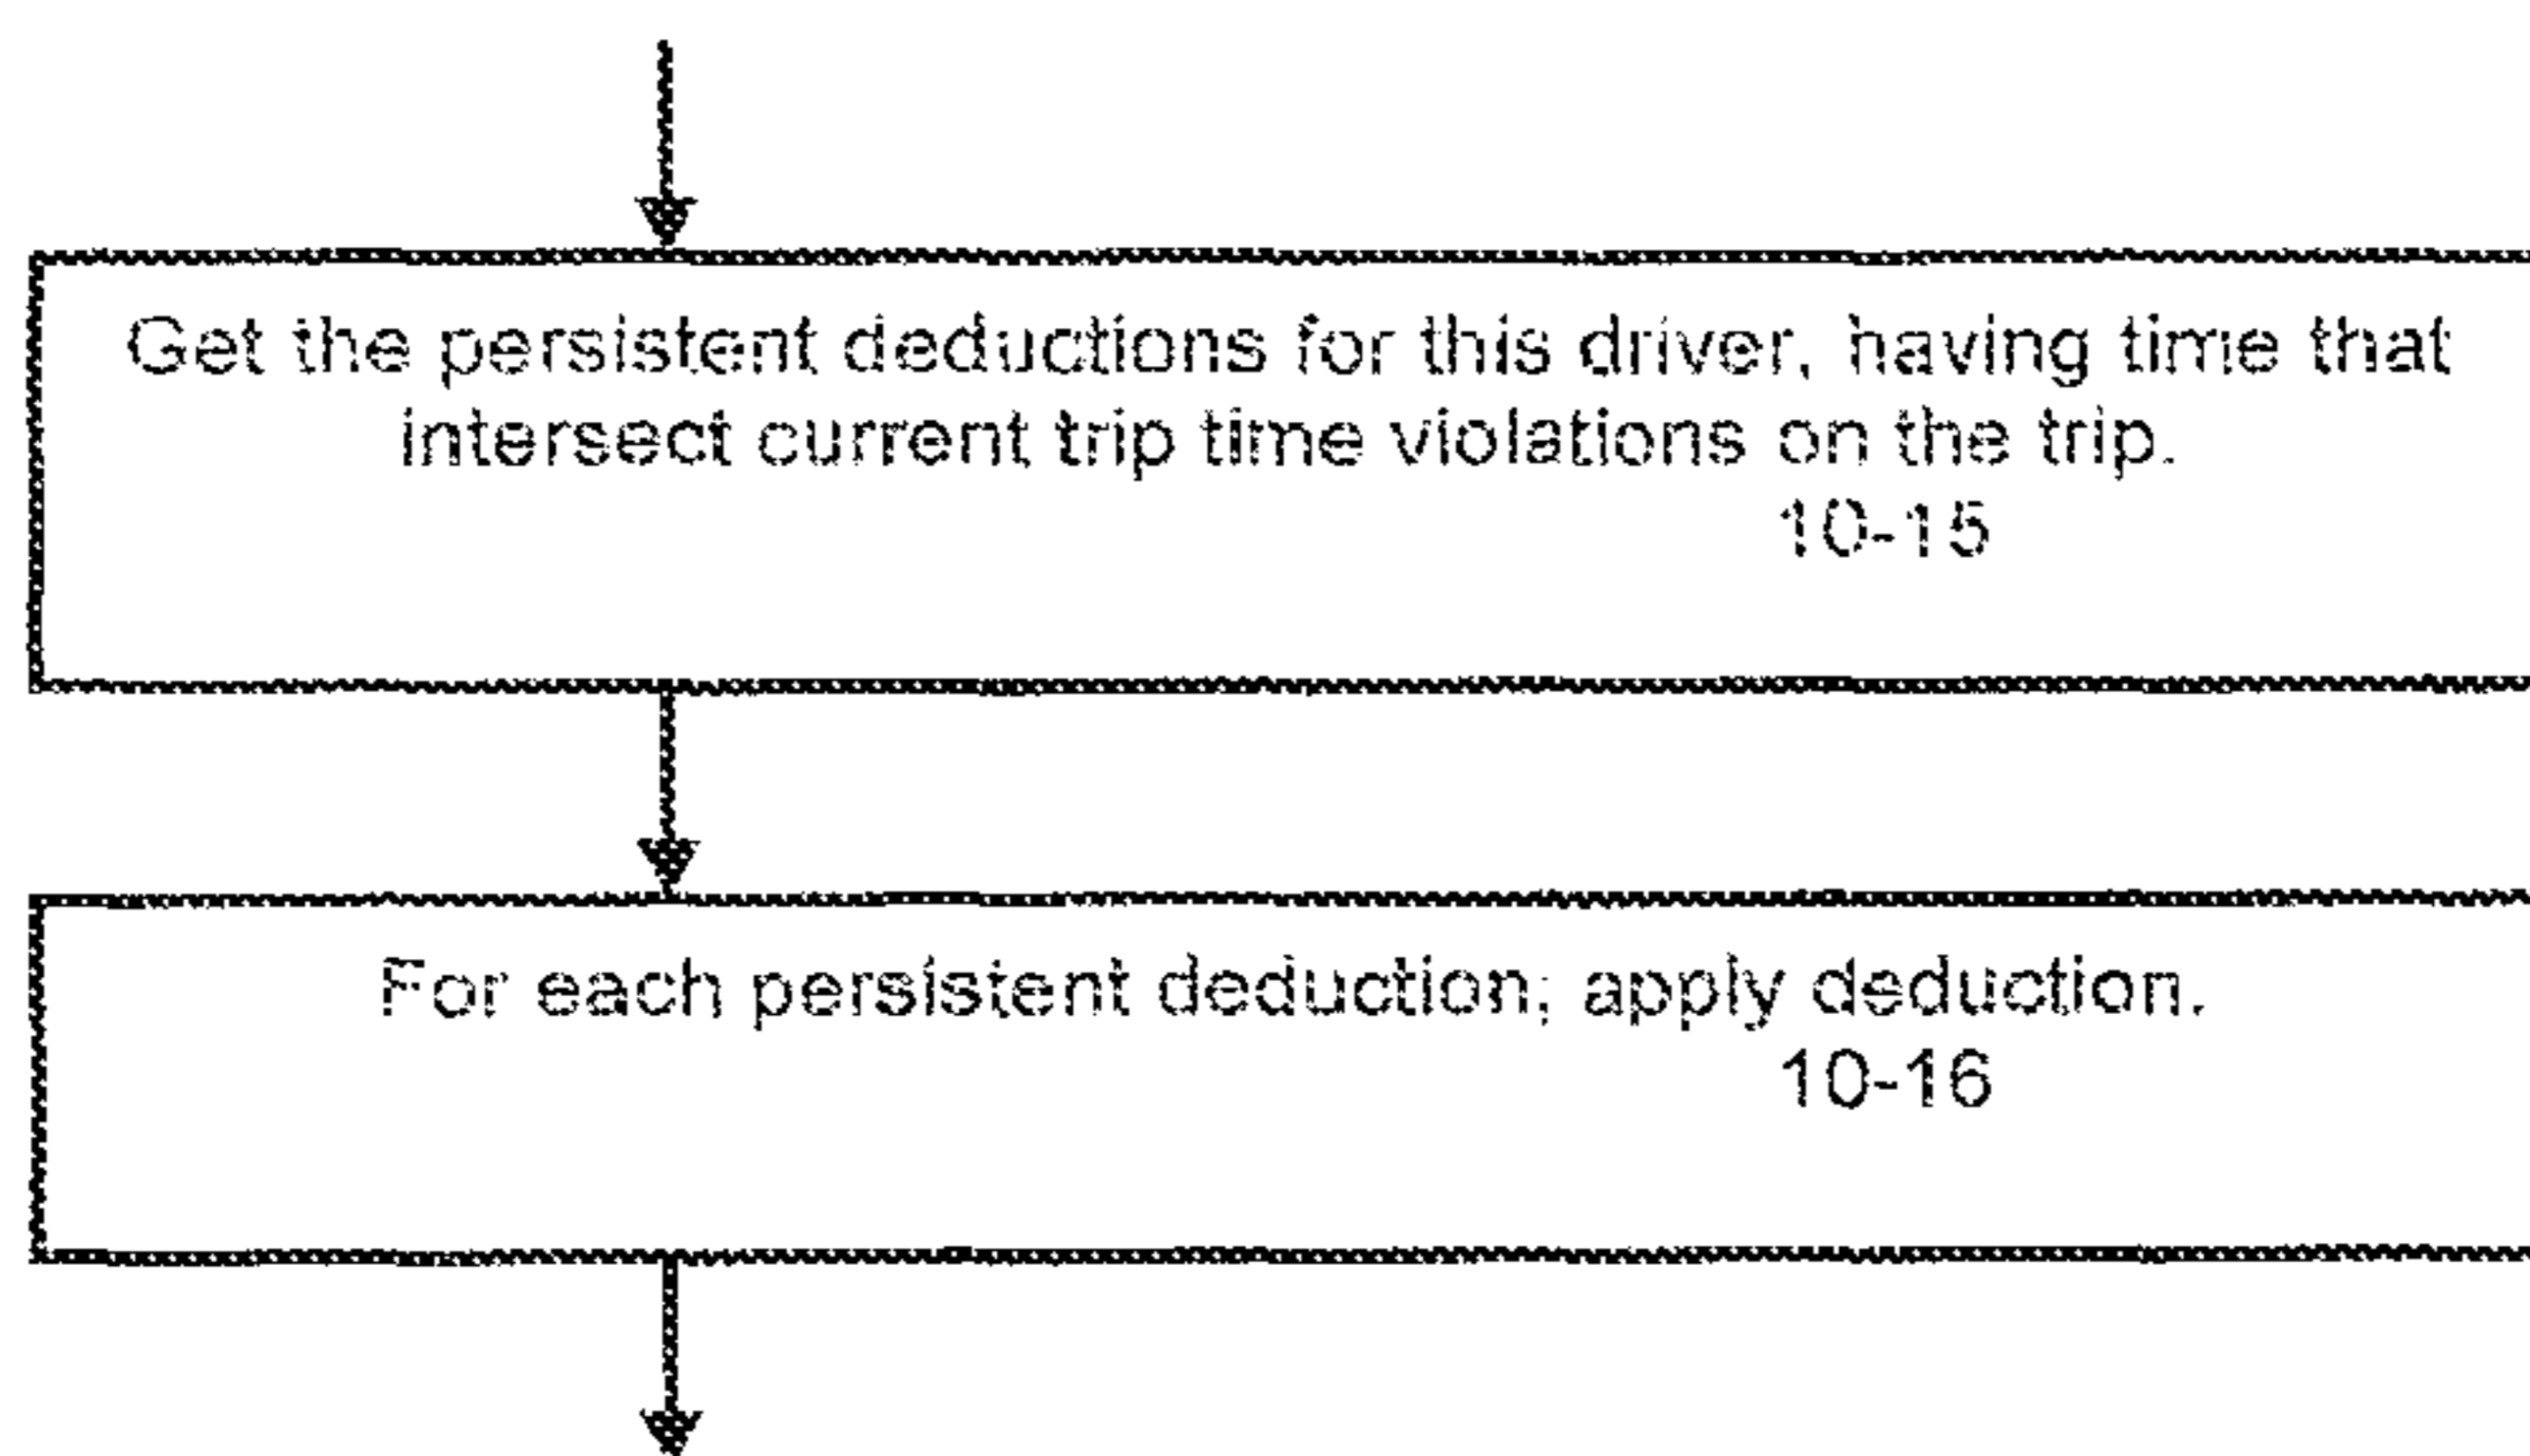 Get the persistent deductions for this driver, having time that
intersect current trip time violations on the trip.
10-15
For each persistent deduction; apply deduction.
10-16